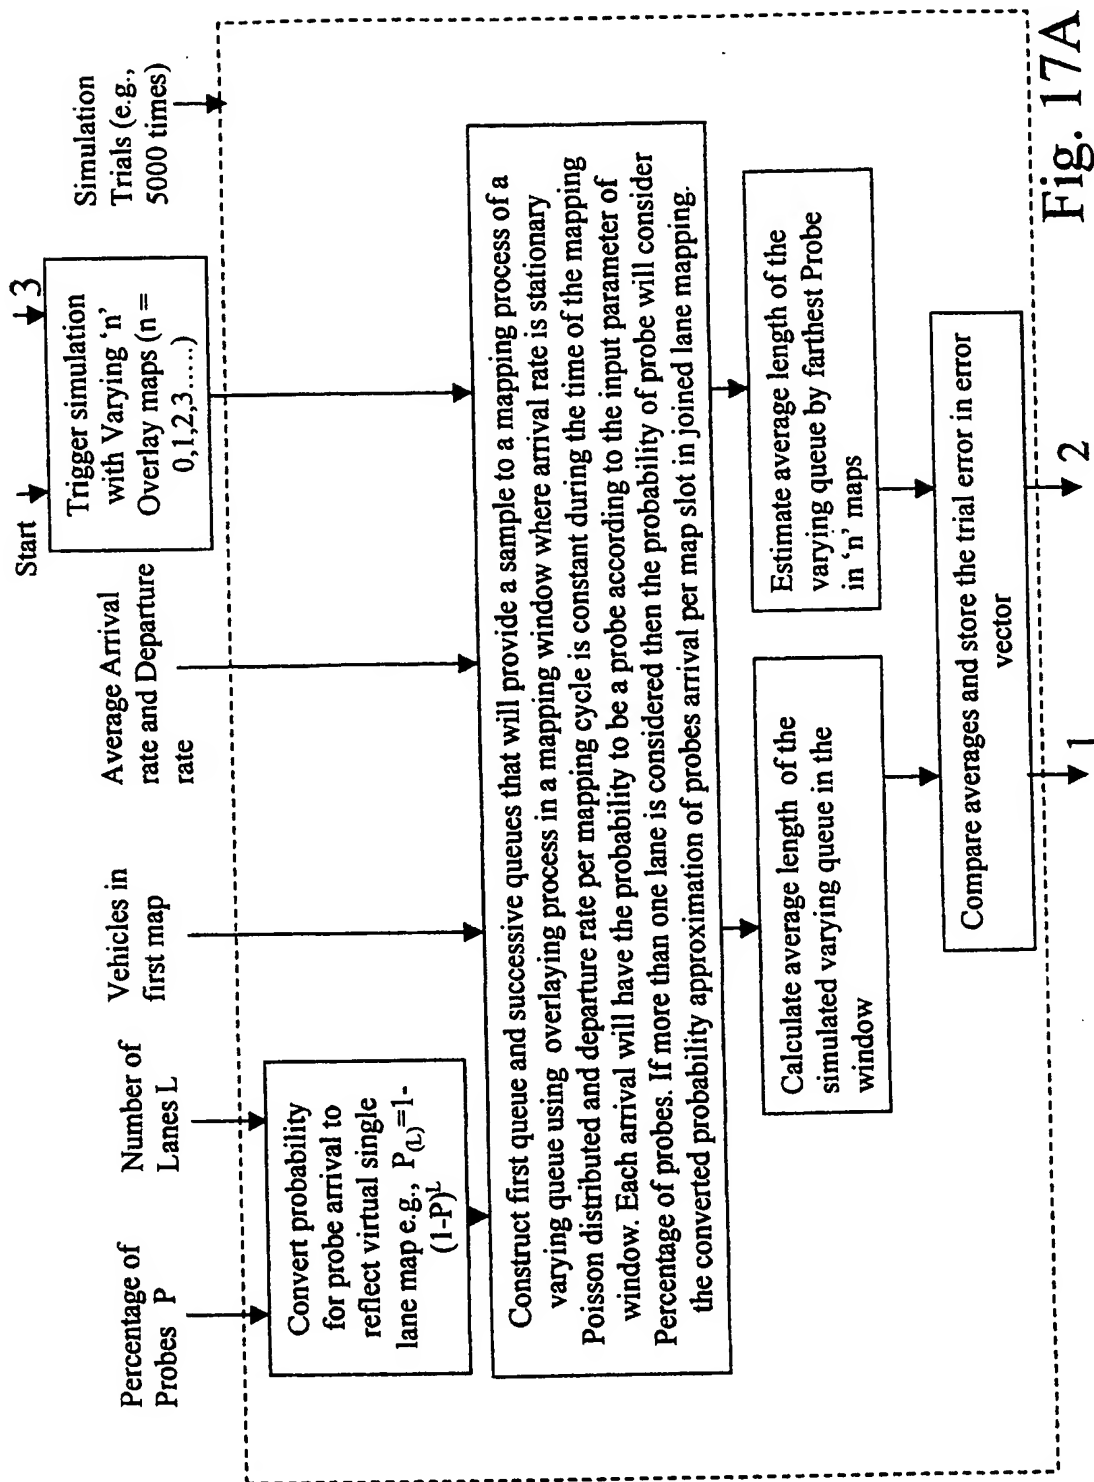 Start
3
Percentage of
Probes P
Number of
Lanes L
Vehicles in
first map
Average Arrival
rate and Departure
rate
Trigger simulation
with Varying ‘n’
Overlay maps (n =
0,1,2,3…..)
Simulation
Trials (e.g.,
5000 times)
Convert probability
for probe arrival to
reflect virtual single
lane map e.g., P(L)=1-
(1-P)^L
Construct first queue and successive queues that will provide a sample to a mapping process of a
varying queue using overlaying process in a mapping window where arrival rate is stationary
Poisson distributed and departure rate per mapping cycle is constant during the time of the mapping
window. Each arrival will have the probability to be a probe according to the input parameter of
Percentage of probes. If more than one lane is considered then the probability of probe will consider
the converted probability approximation of probes arrival per map slot in joined lane mapping.
Calculate average length of the
simulated varying queue in the
window
Estimate average length of the
varying queue by farthest Probe
in ‘n’ maps
Compare averages and store the trial error in error
vector
1
2
Fig. 17A